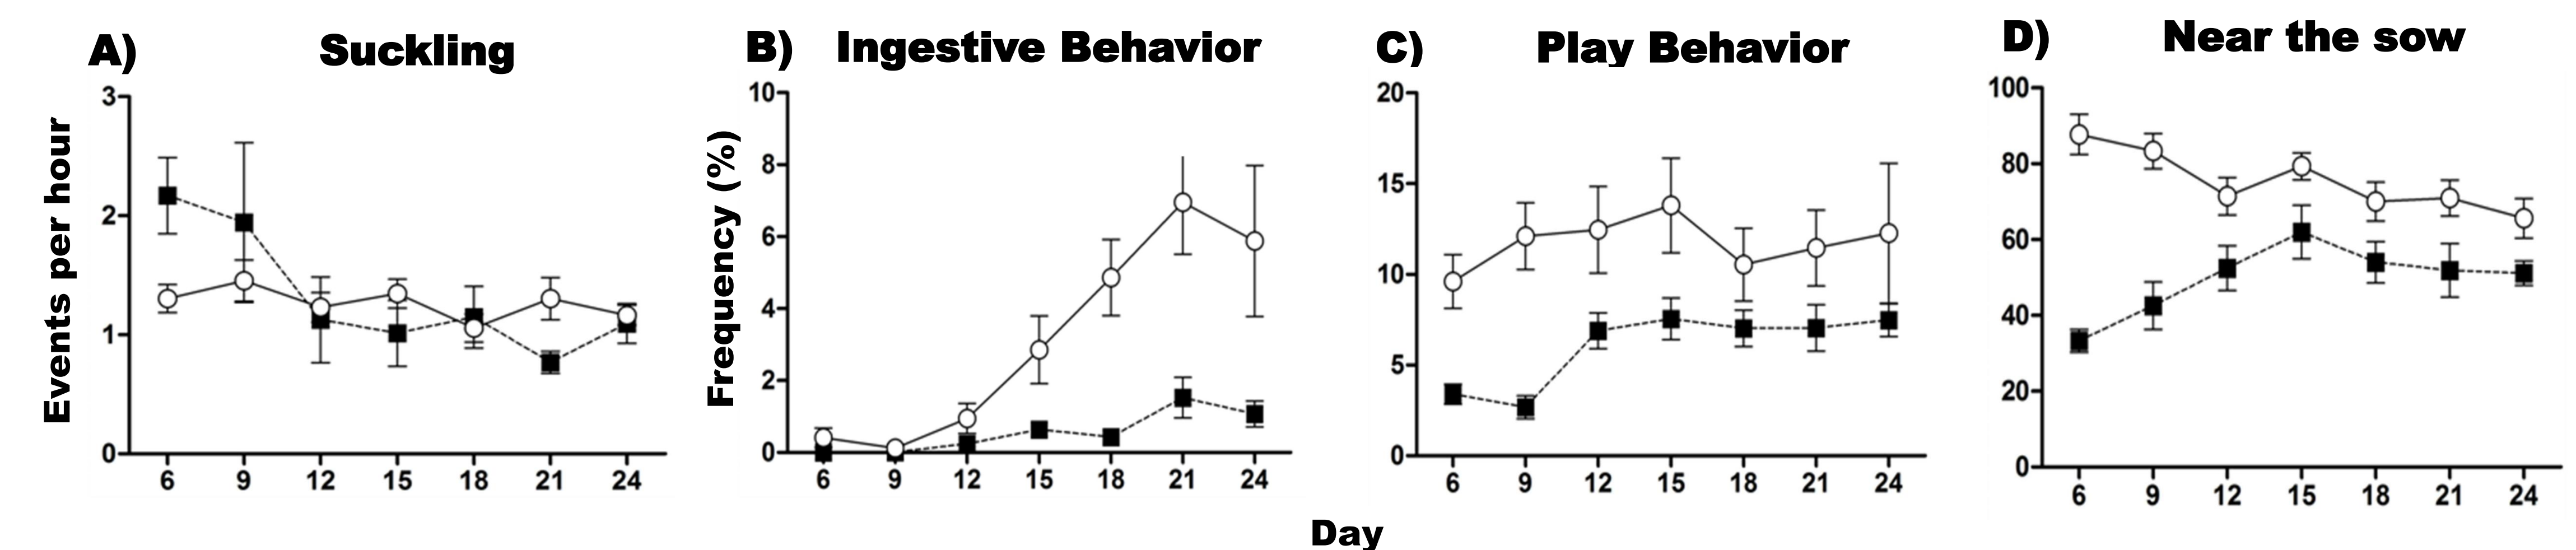 A) Suckling
Events per hour
3
2
1
0
6 9 12 15 18 21 24
B) Ingestive Behavior
Frequency (%)
10
8
6
4
2
0
6 9 12 15 18 21 24
C) Play Behavior
20
15
10
5
0
6 9 12 15 18 21 24
D) Near the sow
100
80
60
40
20
0
6 9 12 15 18 21 24
Day